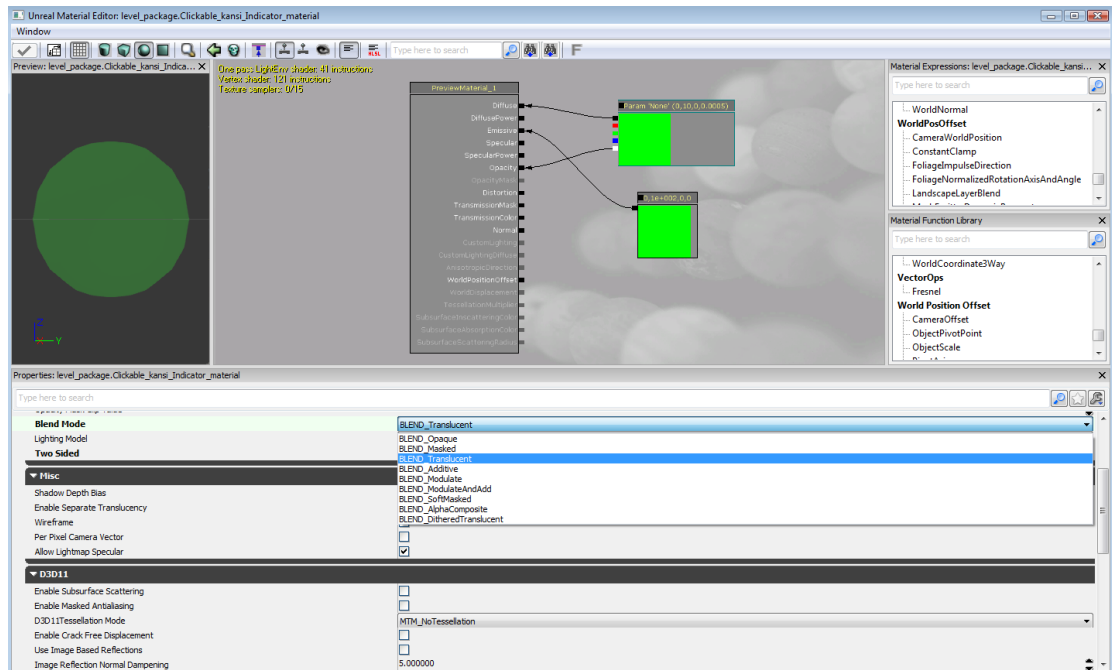 Unreal Material Editor: level_package.Clickable_kansi_Indicator_material
Window
Type here to search
Preview: level_package.Clickable_kansi_Indica...
One pass LightEnv shader: 41 instructions
Vertex shader: 121 instructions
Texture samplers: 0/15
PreviewMaterial_1
Diffuse
DiffusePower
Emissive
Specular
SpecularPower
Opacity
OpacityMask
Distortion
TransmissionMask
TransmissionColor
Normal
CustomLighting
CustomLightingDiffuse
AnisotropicDirection
WorldPositionOffset
WorldDisplacement
TessellationMultiplier
SubsurfaceInscatteringColor
SubsurfaceAbsorptionColor
SubsurfaceScatteringRadius
Param 'None' (0,10,0,0.0005)
0,1e+002,0,0
Z
Y
Material Expressions: level_package.Clickable_kansi...
Type here to search
WorldNormal
WorldPosOffset
CameraWorldPosition
ConstantClamp
FoliageImpulseDirection
FoliageNormalizedRotationAxisAndAngle
LandscapeLayerBlend
Material Function Library
Type here to search
WorldCoordinate3Way
VectorOps
Fresnel
World Position Offset
CameraOffset
ObjectPivotPoint
ObjectScale
Properties: level_package.Clickable_kansi_Indicator_material
Type here to search
Blend Mode
BLEND_Translucent
Lighting Model
Two Sided
BLEND_Opaque
BLEND_Masked
BLEND_Translucent
BLEND_Additive
BLEND_Modulate
BLEND_ModulateAndAdd
BLEND_SoftMasked
BLEND_AlphaComposite
BLEND_DitheredTranslucent
Misc
Shadow Depth Bias
Enable Separate Translucency
Wireframe
Per Pixel Camera Vector
Allow Lightmap Specular
D3D11
Enable Subsurface Scattering
Enable Masked Antialiasing
D3D11Tessellation Mode
MTM_NoTessellation
Enable Crack Free Displacement
Use Image Based Reflections
Image Reflection Normal Dampening
5.000000